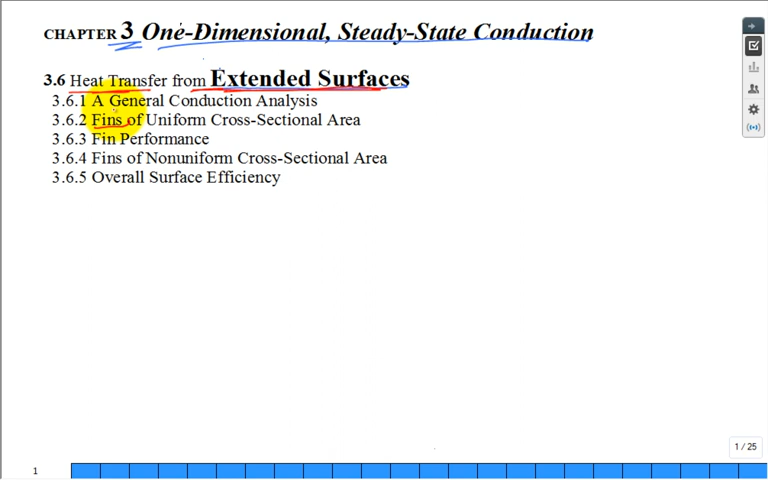 CHAPTER 3 One-Dimensional, Steady-State Conduction
3.6 Heat Transfer from Extended Surfaces
3.6.1 A General Conduction Analysis
3.6.2 Fins of Uniform Cross-Sectional Area
3.6.3 Fin Performance
3.6.4 Fins of Nonuniform Cross-Sectional Area
3.6.5 Overall Surface Efficiency
1 / 25
1